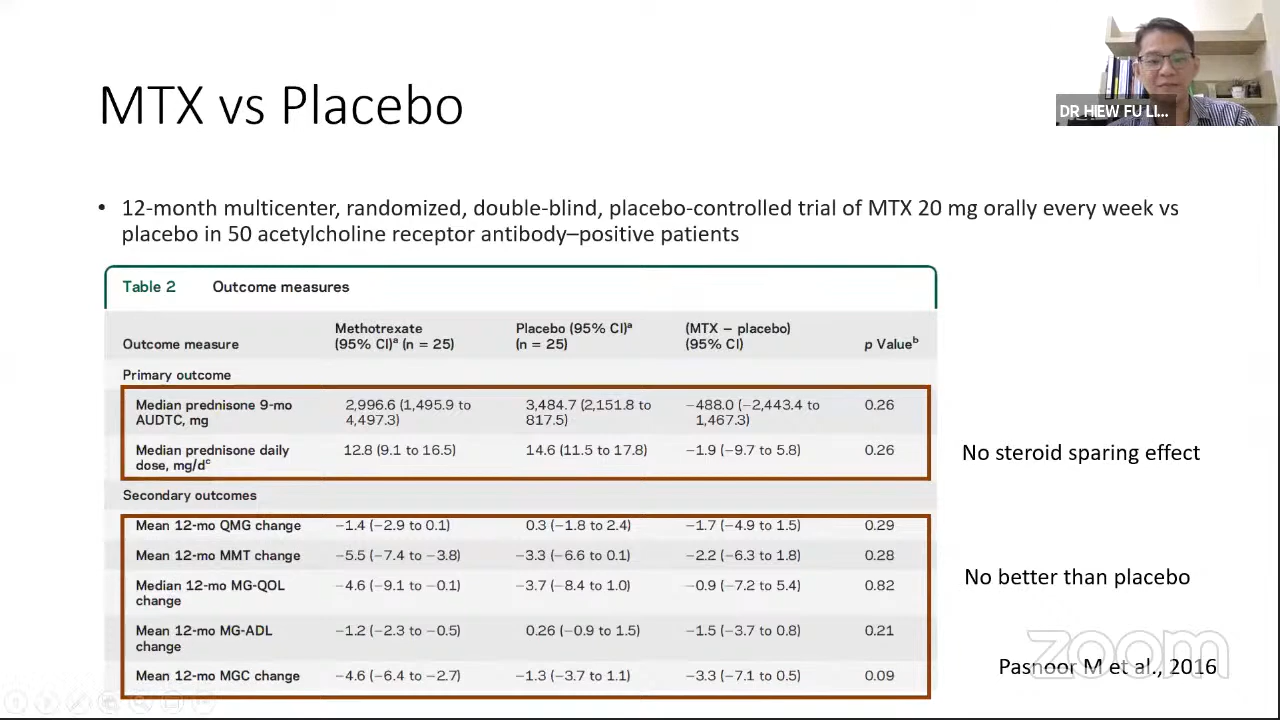 DR HIEW FU LI...
MTX vs Placebo
• 12-month multicenter, randomized, double-blind, placebo-controlled trial of MTX 20 mg orally every week vs
placebo in 50 acetylcholine receptor antibody–positive patients
Table 2 Outcome measures
Outcome measure Methotrexate (95% CI)ᵃ (n = 25) Placebo (95% CI)ᵃ (n = 25) (MTX − placebo) (95% CI) p Valueᵇ
Primary outcome
Median prednisone 9-mo AUDTC, mg 2,996.6 (1,495.9 to 4,497.3) 3,484.7 (2,151.8 to 817.5) −488.0 (−2,443.4 to 1,467.3) 0.26
Median prednisone daily dose, mg/dᶜ 12.8 (9.1 to 16.5) 14.6 (11.5 to 17.8) −1.9 (−9.7 to 5.8) 0.26
No steroid sparing effect
Secondary outcomes
Mean 12-mo QMG change −1.4 (−2.9 to 0.1) 0.3 (−1.8 to 2.4) −1.7 (−4.9 to 1.5) 0.29
Mean 12-mo MMT change −5.5 (−7.4 to −3.8) −3.3 (−6.6 to 0.1) −2.2 (−6.3 to 1.8) 0.28
Median 12-mo MG-QOL change −4.6 (−9.1 to −0.1) −3.7 (−8.4 to 1.0) −0.9 (−7.2 to 5.4) 0.82
No better than placebo
Mean 12-mo MG-ADL change −1.2 (−2.3 to −0.5) 0.26 (−0.9 to 1.5) −1.5 (−3.7 to 0.8) 0.21
Mean 12-mo MGC change −4.6 (−6.4 to −2.7) −1.3 (−3.7 to 1.1) −3.3 (−7.1 to 0.5) 0.09
zoom
Pasnoor M et al., 2016